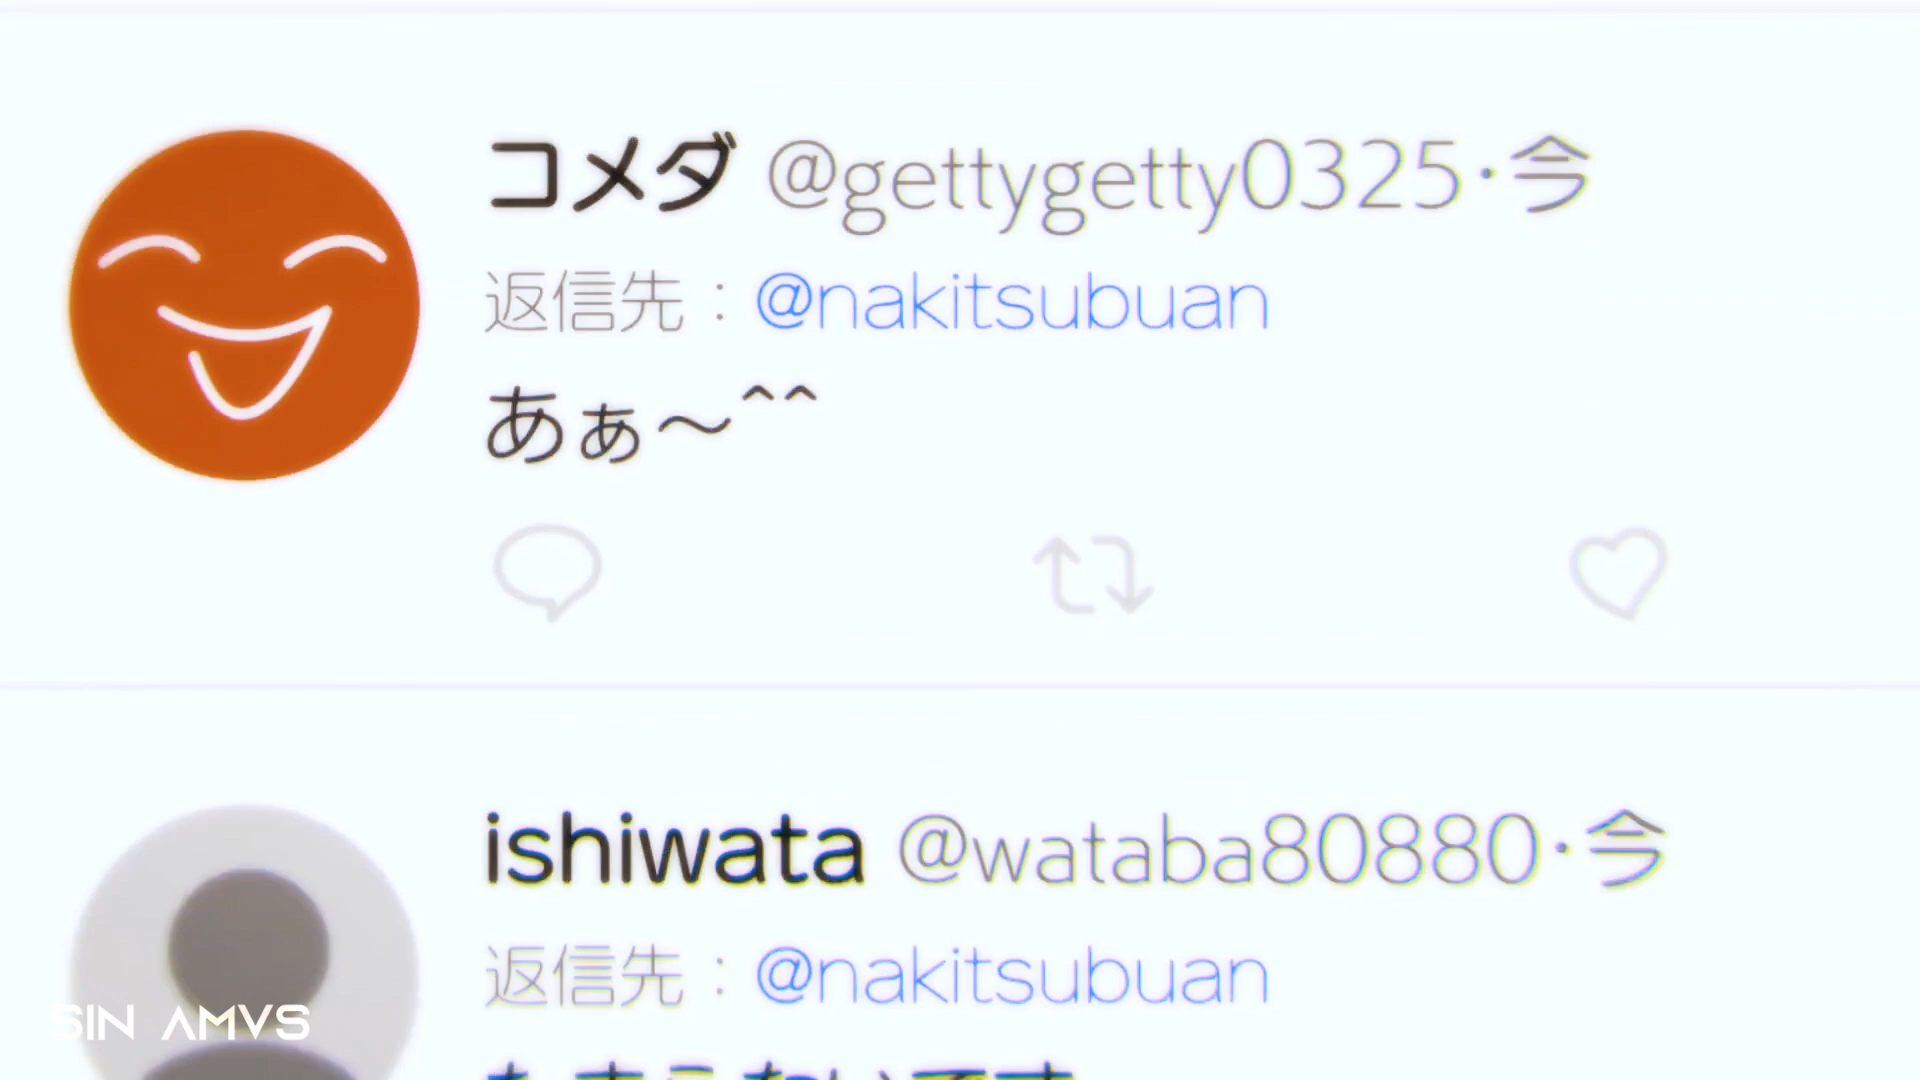 コメダ @gettygetty0325·今
返信先：@nakitsubuan
あぁ～^^
ishiwata @wataba80880·今
返信先：@nakitsubuan
SIN AMVS